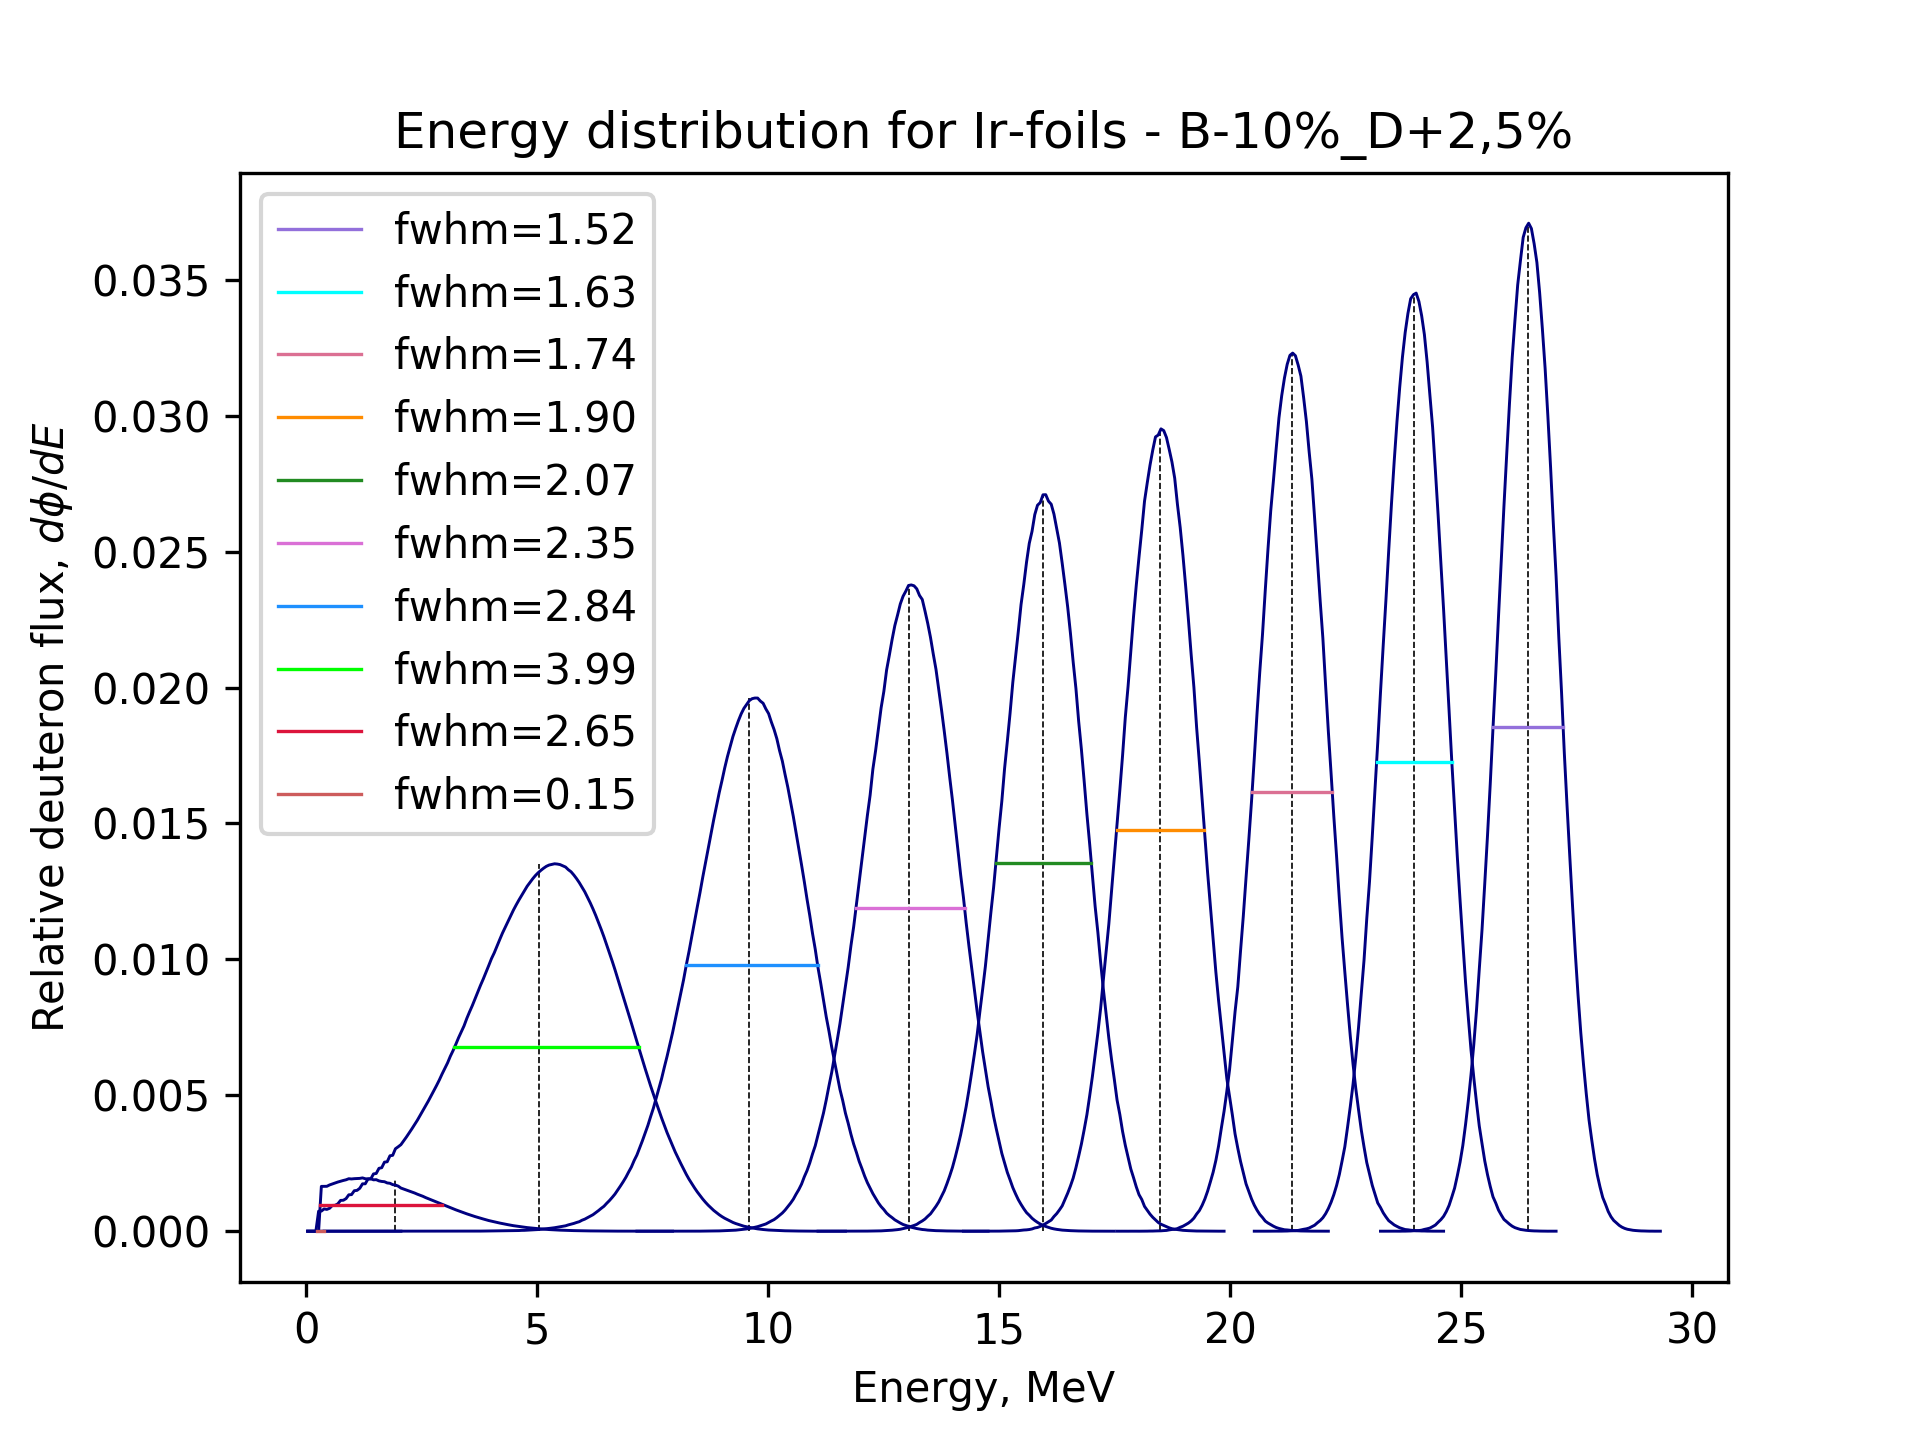 Energy distribution for Ir-foils - B-10%_D+2,5%
fwhm=1.52
fwhm=1.63
fwhm=1.74
fwhm=1.90
fwhm=2.07
fwhm=2.35
fwhm=2.84
fwhm=3.99
fwhm=2.65
fwhm=0.15
Relative deuteron flux, dϕ/dE
0.035
0.030
0.025
0.020
0.015
0.010
0.005
0.000
0 5 10 15 20 25 30
Energy, MeV